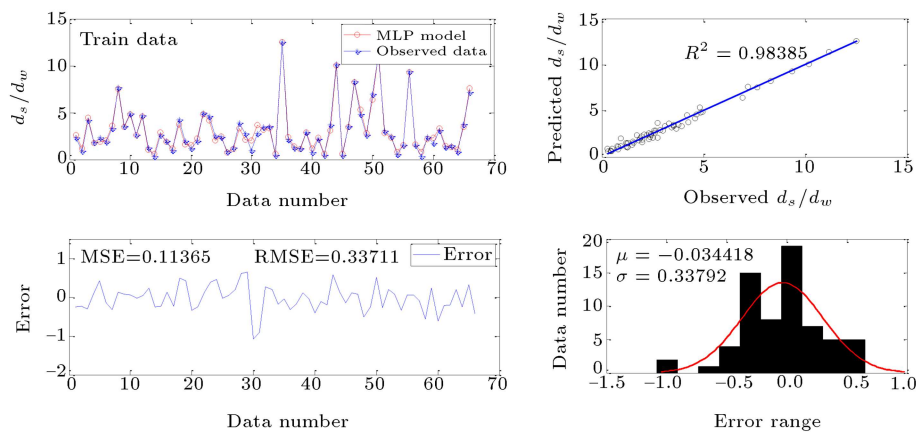 Train data
MLP model
Observed data
15
10
5
0
d_s/d_w
0 10 20 30 40 50 60 70
Data number
R² = 0.98385
15
10
5
0
Predicted d_s/d_w
0 5 10 15
Observed d_s/d_w
MSE=0.11365 RMSE=0.33711 Error
1
0
−1
−2
Error
0 10 20 30 40 50 60 70
Data number
μ = −0.034418
σ = 0.33792
20
15
10
5
0
Data number
−1.5 −1.0 −0.5 0.0 0.5 1.0
Error range